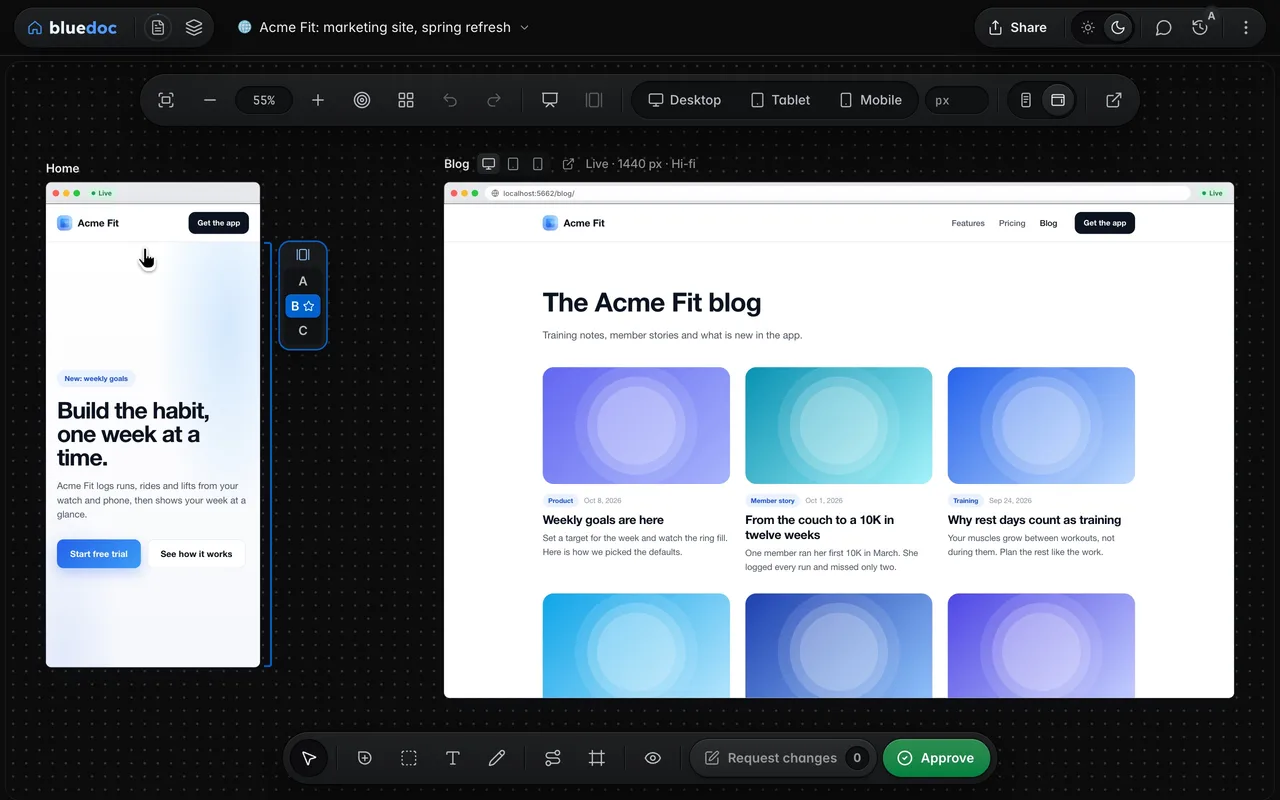 bluedoc
Acme Fit: marketing site, spring refresh
Share
A
55%
Desktop
Tablet
Mobile
px
Home
Live
Acme Fit
Get the app
New: weekly goals
Build the habit,
one week at a
time.
Acme Fit logs runs, rides and lifts from your
watch and phone, then shows your week at a
glance.
Start free trial
See how it works
A
B
C
Blog
Live · 1440 px · Hi-fi
localhost:5662/blog/
Live
Acme Fit
Features
Pricing
Blog
Get the app
The Acme Fit blog
Training notes, member stories and what is new in the app.
Product
Oct 8, 2026
Weekly goals are here
Set a target for the week and watch the ring fill.
Here is how we picked the defaults.
Member story
Oct 1, 2026
From the couch to a 10K in
twelve weeks
One member ran her first 10K in March. She
logged every run and missed only two.
Training
Sep 24, 2026
Why rest days count as training
Your muscles grow between workouts, not
during them. Plan the rest like the work.
Request changes
0
Approve